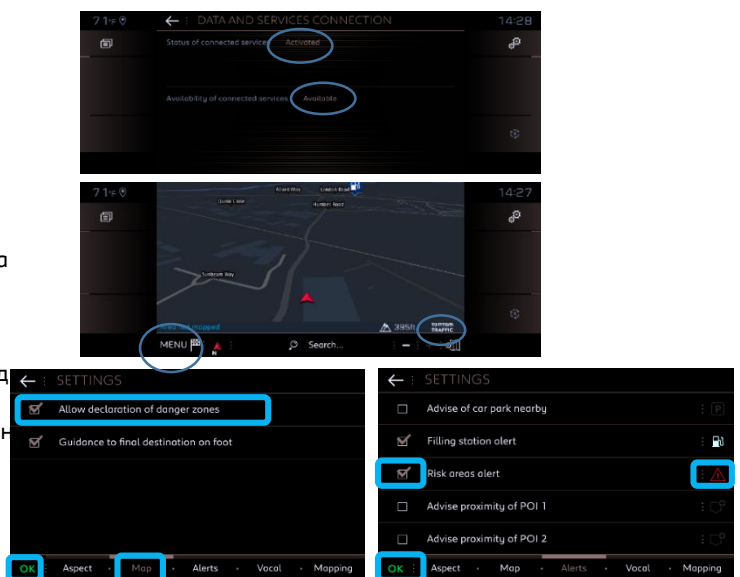 71°F
← DATA AND SERVICES CONNECTION
14:28
Status of connected services Activated
Availability of connected services Available
71°F
14:27
Allard Way
London Road
Humber Road
Sunbeam Way
а
Area not mapped
395ft
TOMTOM TRAFFIC
MENU
N
Search...
д
н
← SETTINGS
Allow declaration of danger zones
Guidance to final destination on foot
OK Aspect · Map · Alerts · Vocal · Mapping
← SETTINGS
Advise of car park nearby P
Filling station alert
Risk areas alert
Advise proximity of POI 1
Advise proximity of POI 2
OK Aspect · Map · Alerts · Vocal · Mapping